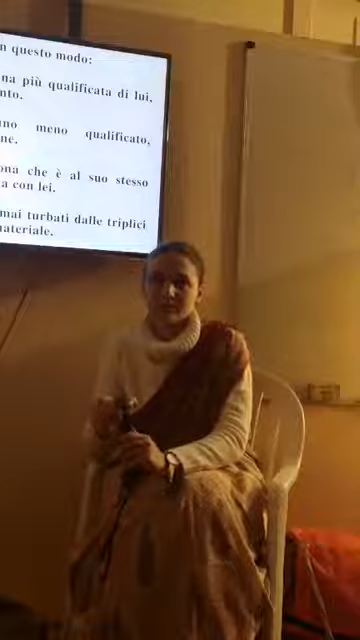 n questo modo:
na più qualificata di lui,
nto.
no meno qualificato,
ne.
ona che è al suo stesso
a con lei.
mai turbati dalle triplici
ateriale.